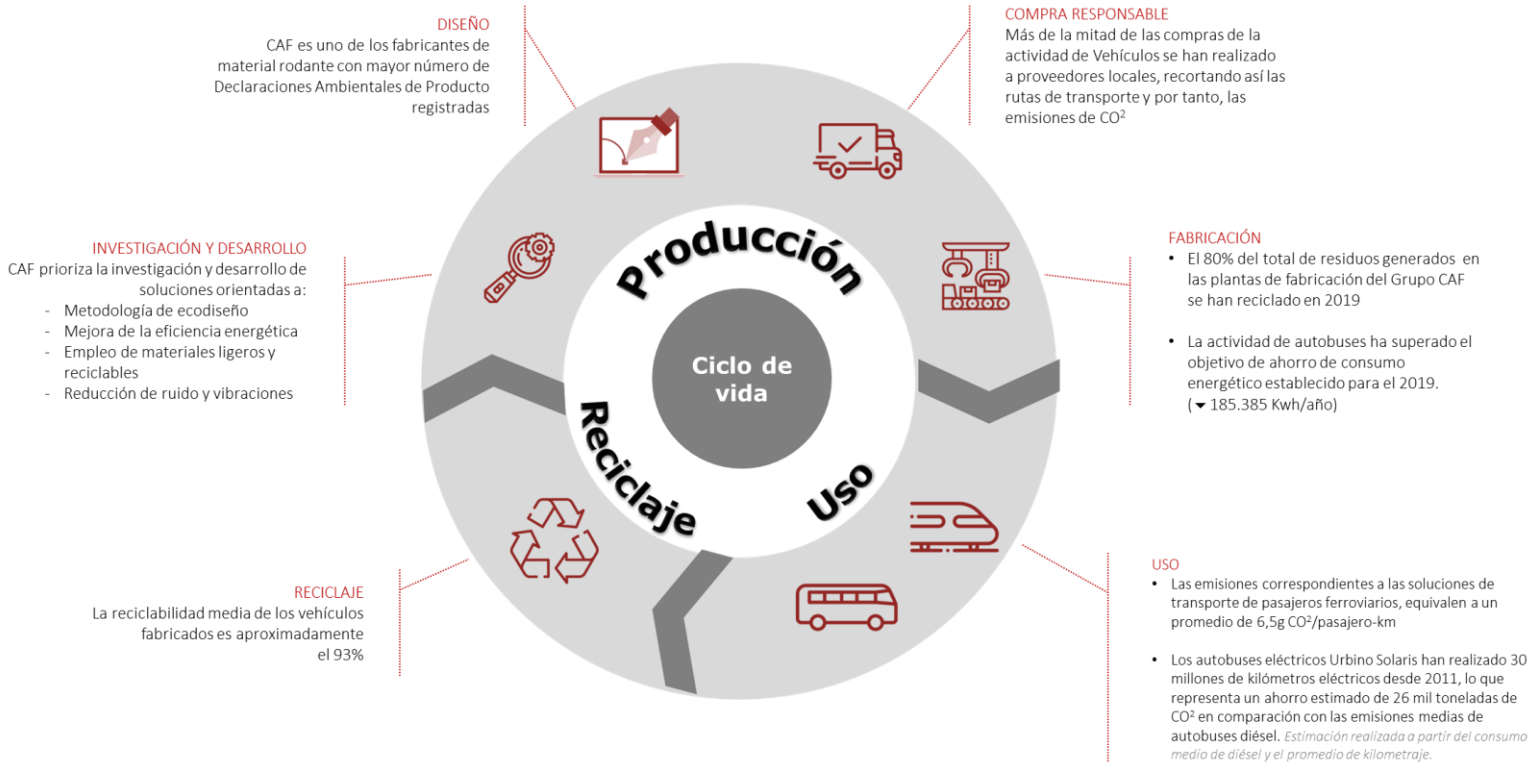 DISEÑO
CAF es uno de los fabricantes de
material rodante con mayor número de
Declaraciones Ambientales de Producto
registradas
COMPRA RESPONSABLE
Más de la mitad de las compras de la
actividad de Vehículos se han realizado
a proveedores locales, recortando así las
rutas de transporte y por tanto, las
emisiones de CO²
INVESTIGACIÓN Y DESARROLLO
CAF prioriza la investigación y desarrollo de
soluciones orientadas a:
- Metodología de ecodiseño
- Mejora de la eficiencia energética
- Empleo de materiales ligeros y
reciclables
- Reducción de ruido y vibraciones
Producción
Ciclo de
vida
Reciclaje
Uso
FABRICACIÓN
• El 80% del total de residuos generados en
las plantas de fabricación del Grupo CAF
se han reciclado en 2019
• La actividad de autobuses ha superado el
objetivo de ahorro de consumo
energético establecido para el 2019.
(▼ 185.385 Kwh/año)
RECICLAJE
La reciclabilidad media de los vehículos
fabricados es aproximadamente
el 93%
USO
• Las emisiones correspondientes a las soluciones de
transporte de pasajeros ferroviarios, equivalen a un
promedio de 6,5g CO²/pasajero-km
• Los autobuses eléctricos Urbino Solaris han realizado 30
millones de kilómetros eléctricos desde 2011, lo que
representa un ahorro estimado de 26 mil toneladas de
CO² en comparación con las emisiones medias de
autobuses diésel. Estimación realizada a partir del consumo
medio de diésel y el promedio de kilometraje.